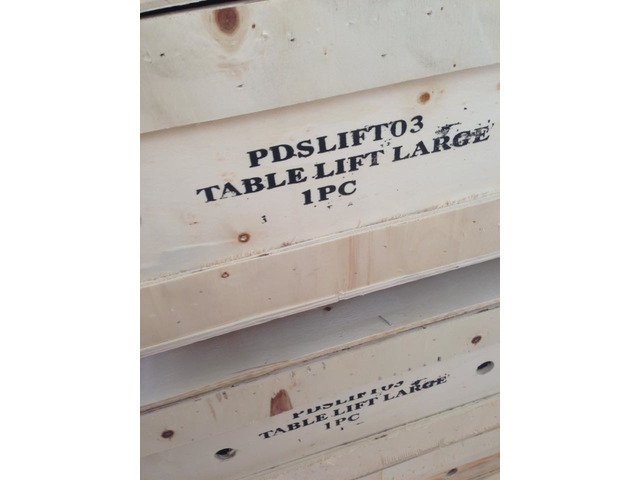 PDSLIFT03
TABLE LIFT LARGE
1PC
PDSLIFT03
TABLE LIFT LARGE
1PC